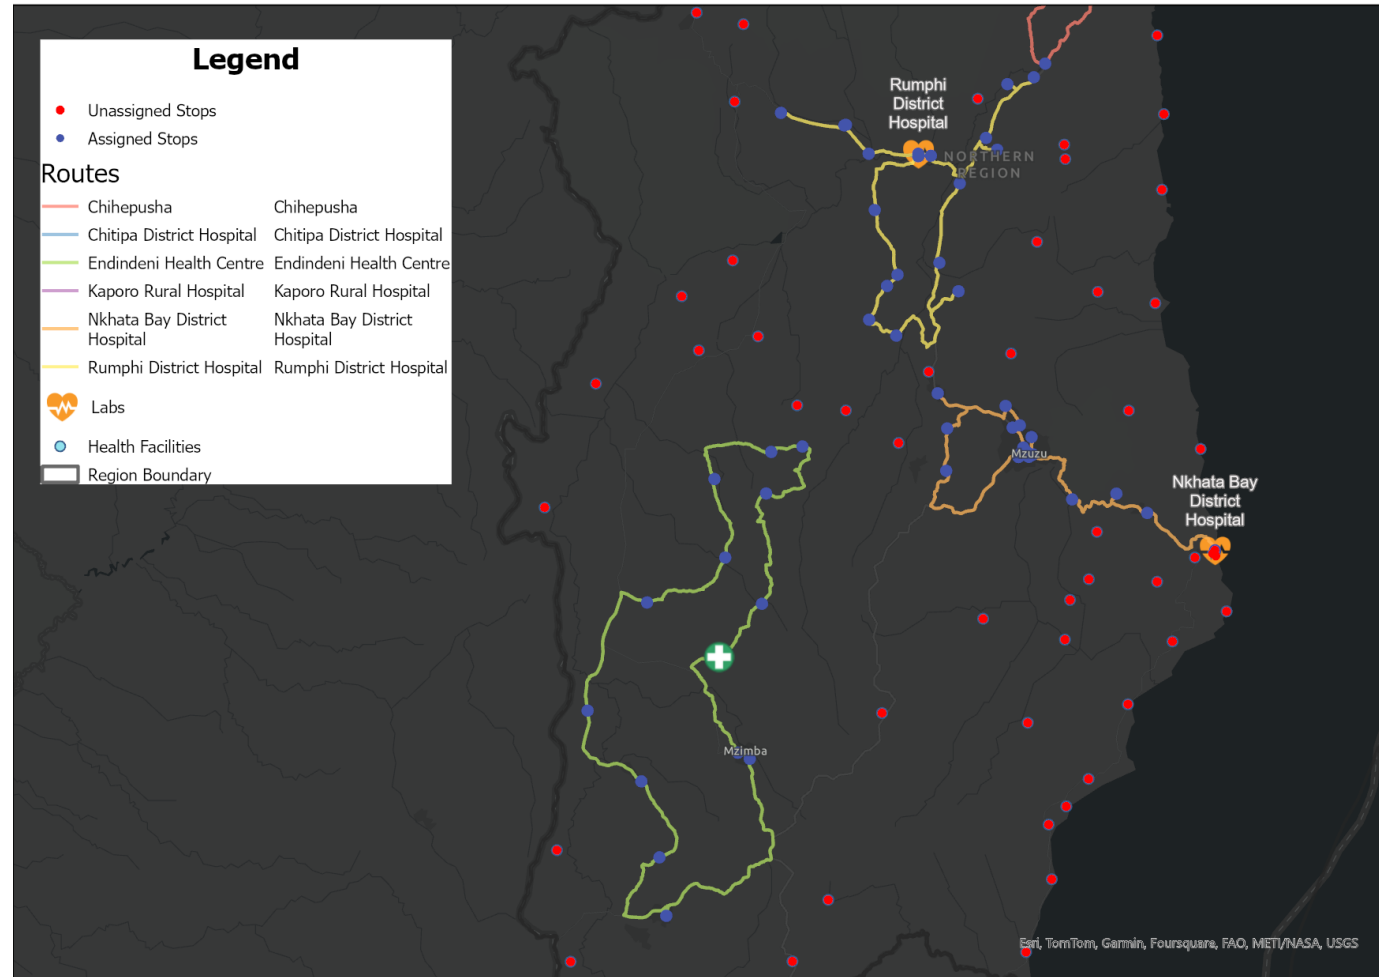 Legend
Unassigned Stops
Assigned Stops
Routes
Chihepusha Chihepusha
Chitipa District Hospital Chitipa District Hospital
Endindeni Health Centre Endindeni Health Centre
Kaporo Rural Hospital Kaporo Rural Hospital
Nkhata Bay District Nkhata Bay District
Hospital Hospital
Rumphi District Hospital Rumphi District Hospital
Labs
Health Facilities
Region Boundary
Rumphi
District
Hospital
NORTHERN
REGION
Mzuzu
Nkhata Bay
District
Hospital
Mzimba
Esri, TomTom, Garmin, Foursquare, FAO, METI/NASA, USGS